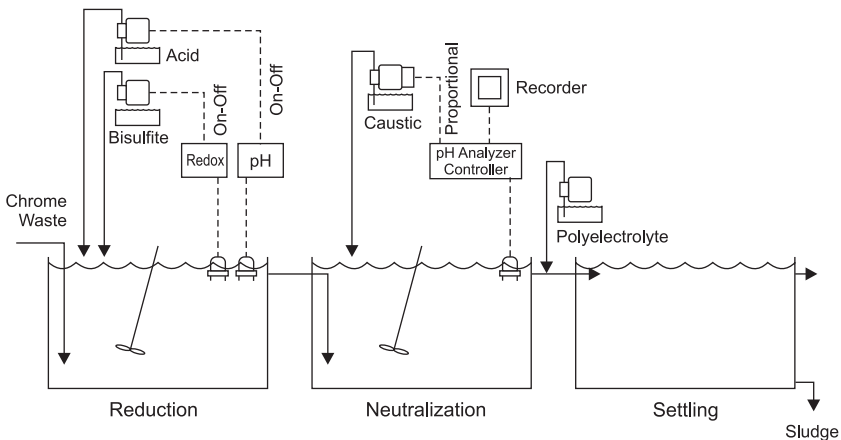 Acid
On-Off
On-Off
Bisulfite
Redox
pH
Chrome
Waste
Reduction
Proportional
Recorder
Caustic
pH Analyzer
Controller
Neutralization
Polyelectrolyte
Settling
Sludge